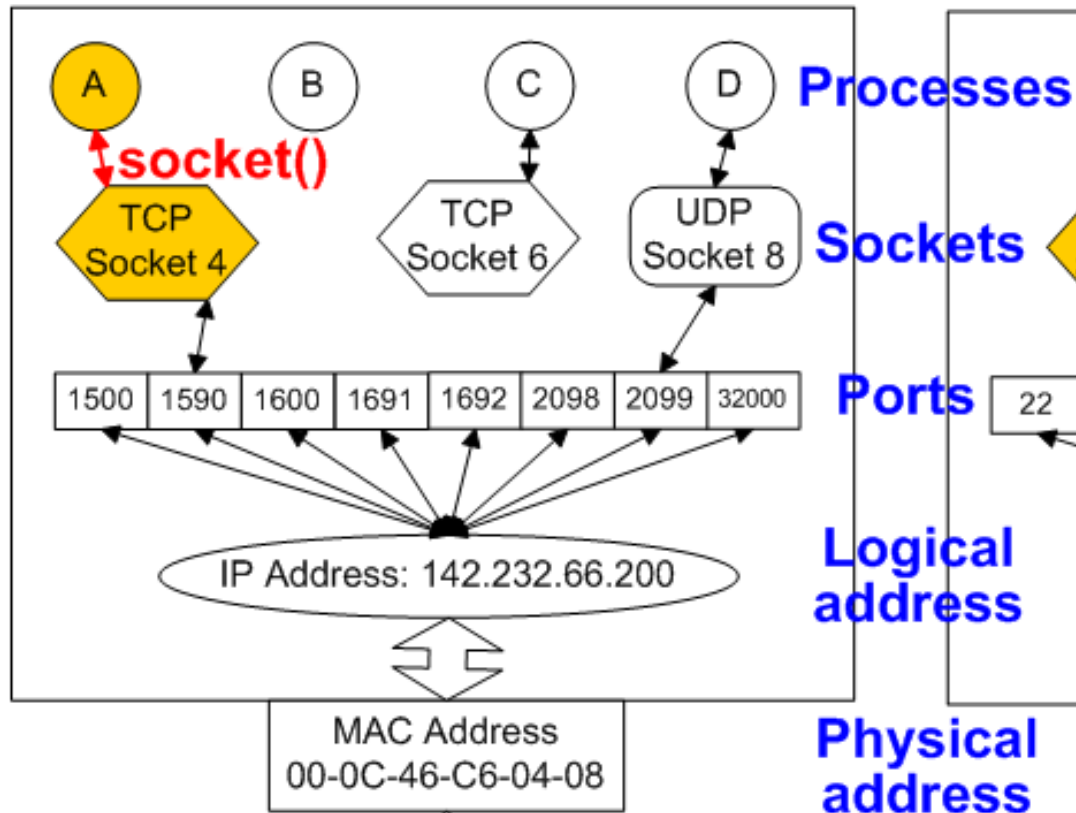 A
B
C
D
Processes
socket()
TCP
Socket 4
TCP
Socket 6
UDP
Socket 8
Sockets
1500 1590 1600 1691 1692 2098 2099 32000
Ports
22
IP Address: 142.232.66.200
Logical
address
MAC Address
00-0C-46-C6-04-08
Physical
address